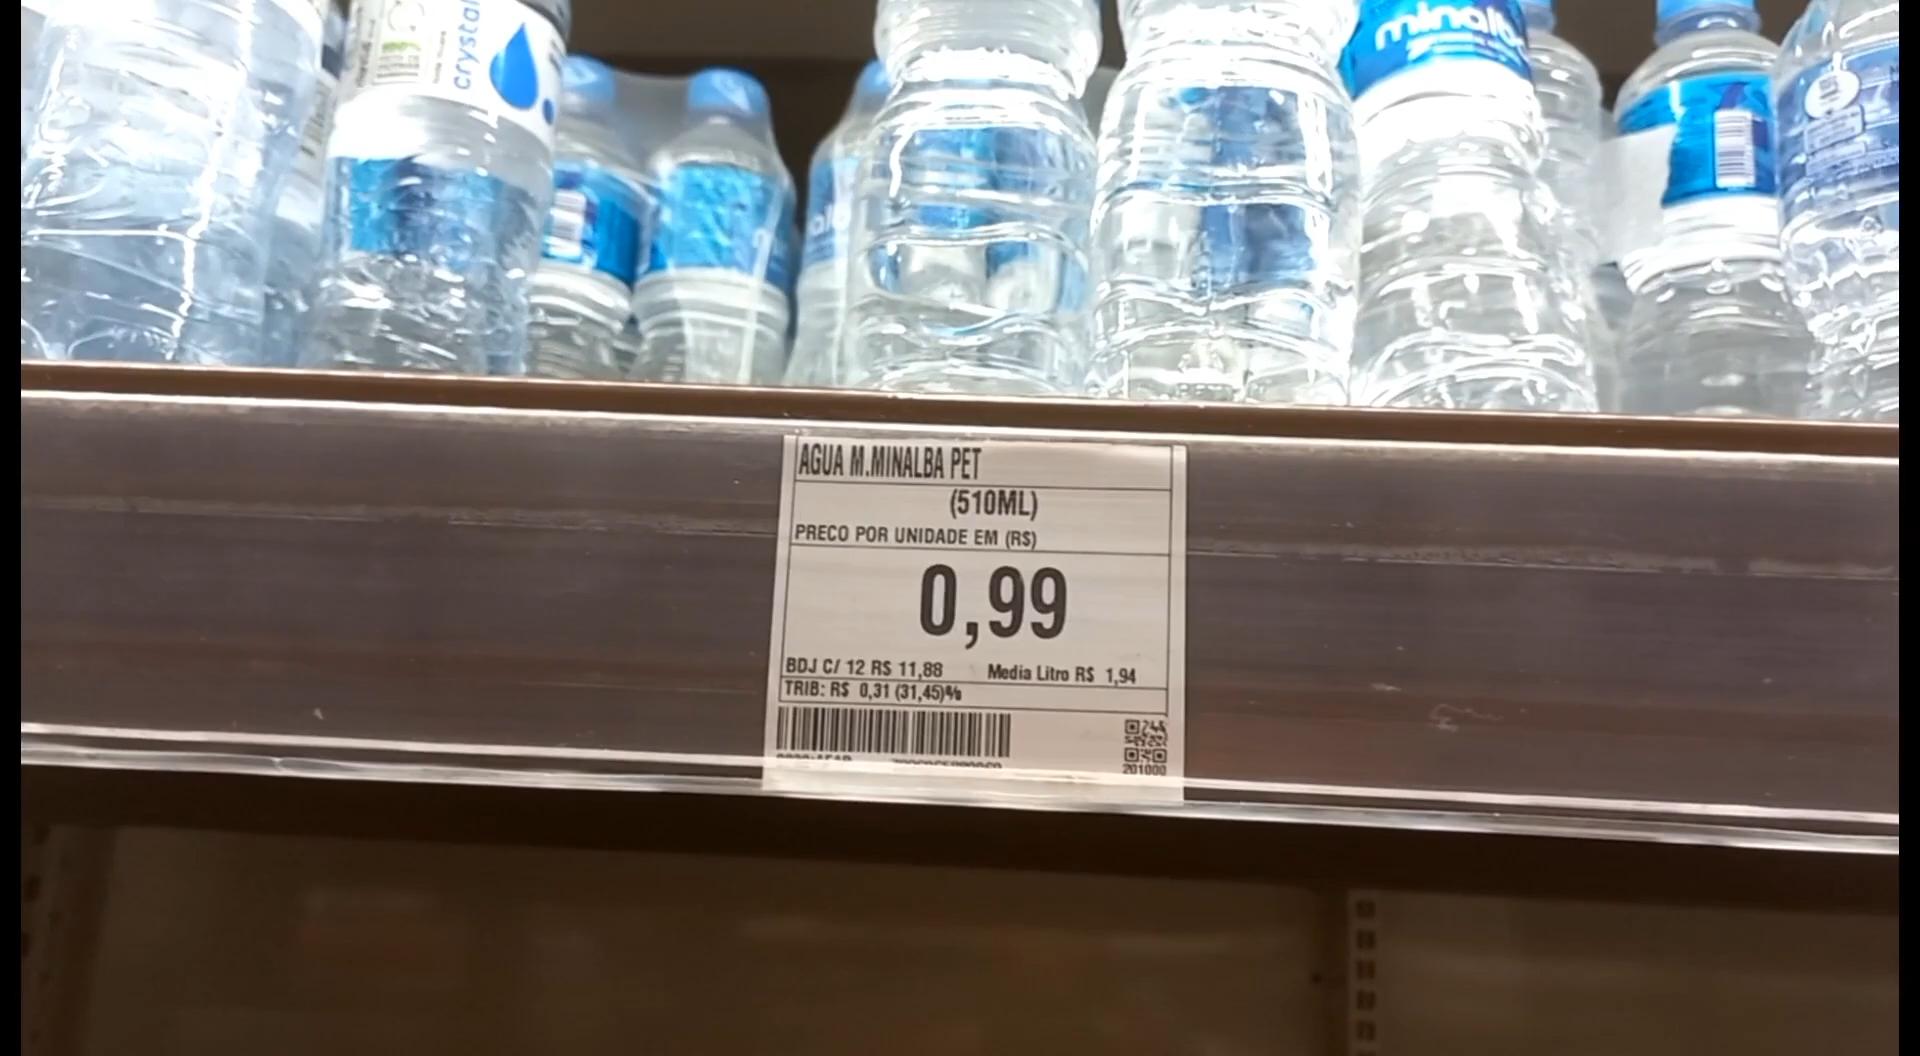 crystal
minalba
AGUA M.MINALBA PET
(510ML)
PRECO POR UNIDADE EM (R$)
0,99
BDJ C/ 12 R$ 11,88 Media Litro R$ 1,94
TRIB: R$ 0,31 (31,45)%
201000